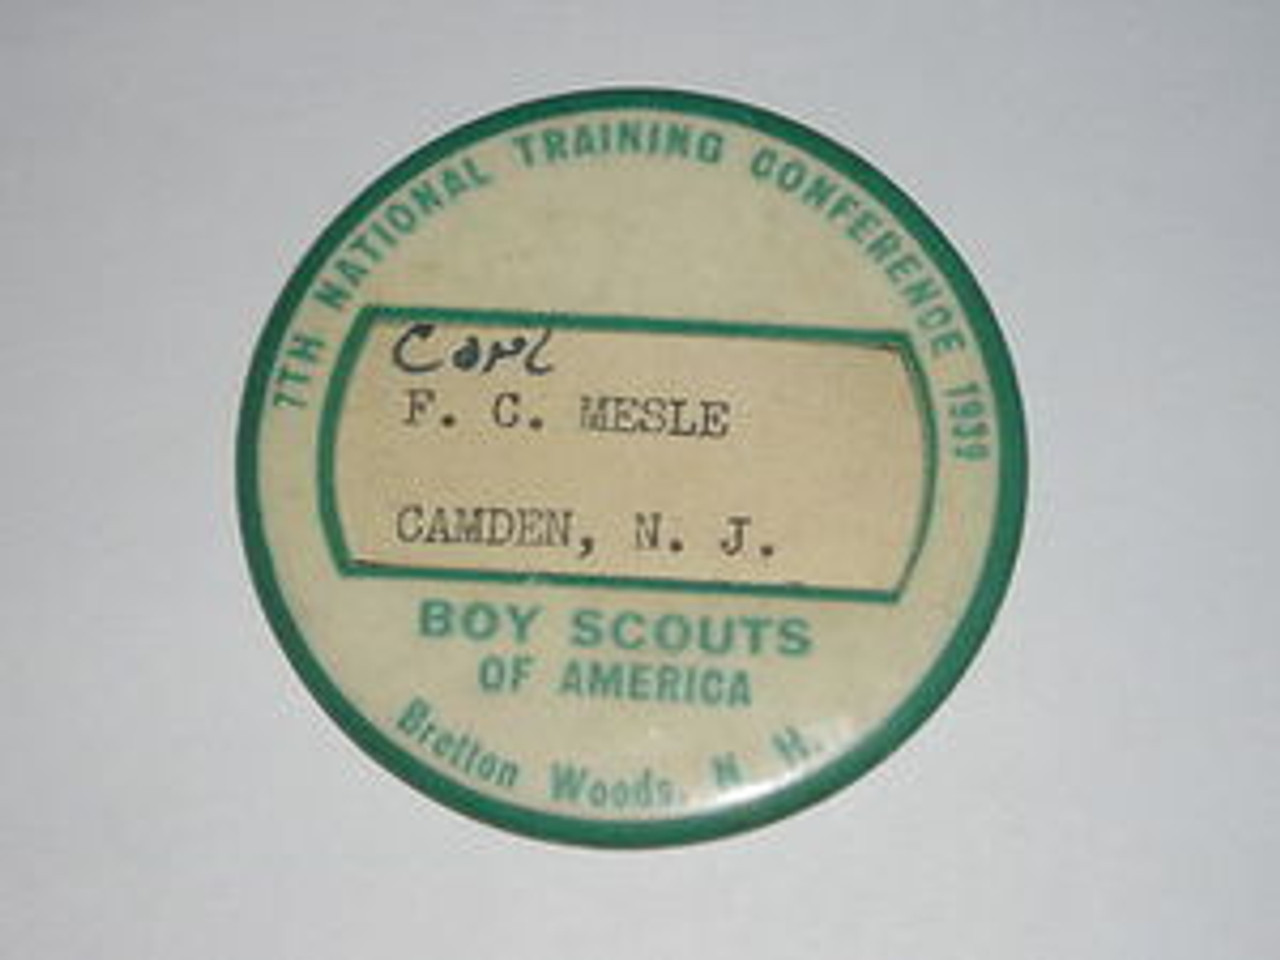 7TH NATIONAL TRAINING CONFERENCE 1939
Carl
F. C. MESLE
CAMDEN, N. J.
BOY SCOUTS
OF AMERICA
Bretton Woods, N. H.